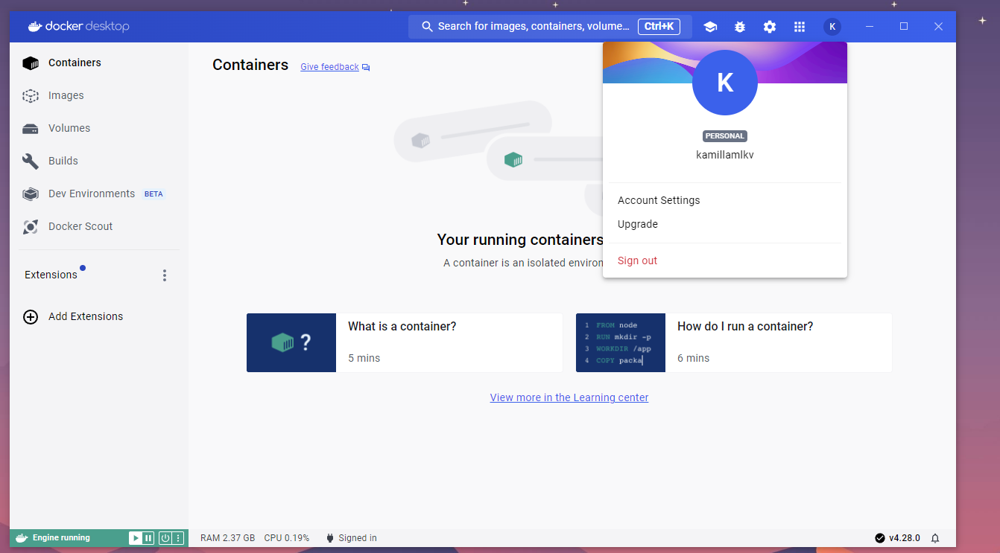 docker desktop
Search for images, containers, volume...
Ctrl+K
K
Containers
Images
Volumes
Builds
Dev Environments BETA
Docker Scout
Extensions
Add Extensions
Containers
Give feedback
K
PERSONAL
kamillamlkv
Account Settings
Upgrade
Sign out
Your running containers
A container is an isolated environ
?
What is a container?
5 mins
1 FROM node
2 RUN mkdir -p
3 WORKDIR /app
4 COPY packa
How do I run a container?
6 mins
View more in the Learning center
Engine running
RAM 2.37 GB CPU 0.19%
Signed in
v4.28.0